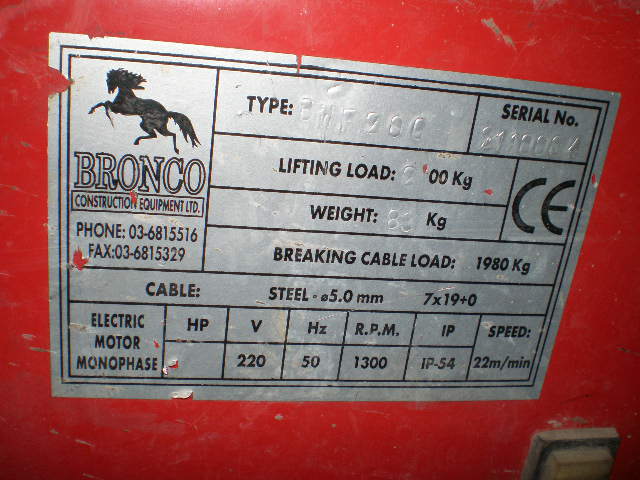 BRONCO
CONSTRUCTION EQUIPMENT LTD.
PHONE: 03-6815516
FAX:03-6815329
TYPE:
SERIAL No.
LIFTING LOAD: 00 Kg
WEIGHT: 83 Kg
CE
BREAKING CABLE LOAD: 1980 Kg
CABLE: STEEL - ø5.0 mm 7x19+0
ELECTRIC MOTOR MONOPHASE
HP V Hz R.P.M. IP SPEED:
220 50 1300 IP-54 22m/min